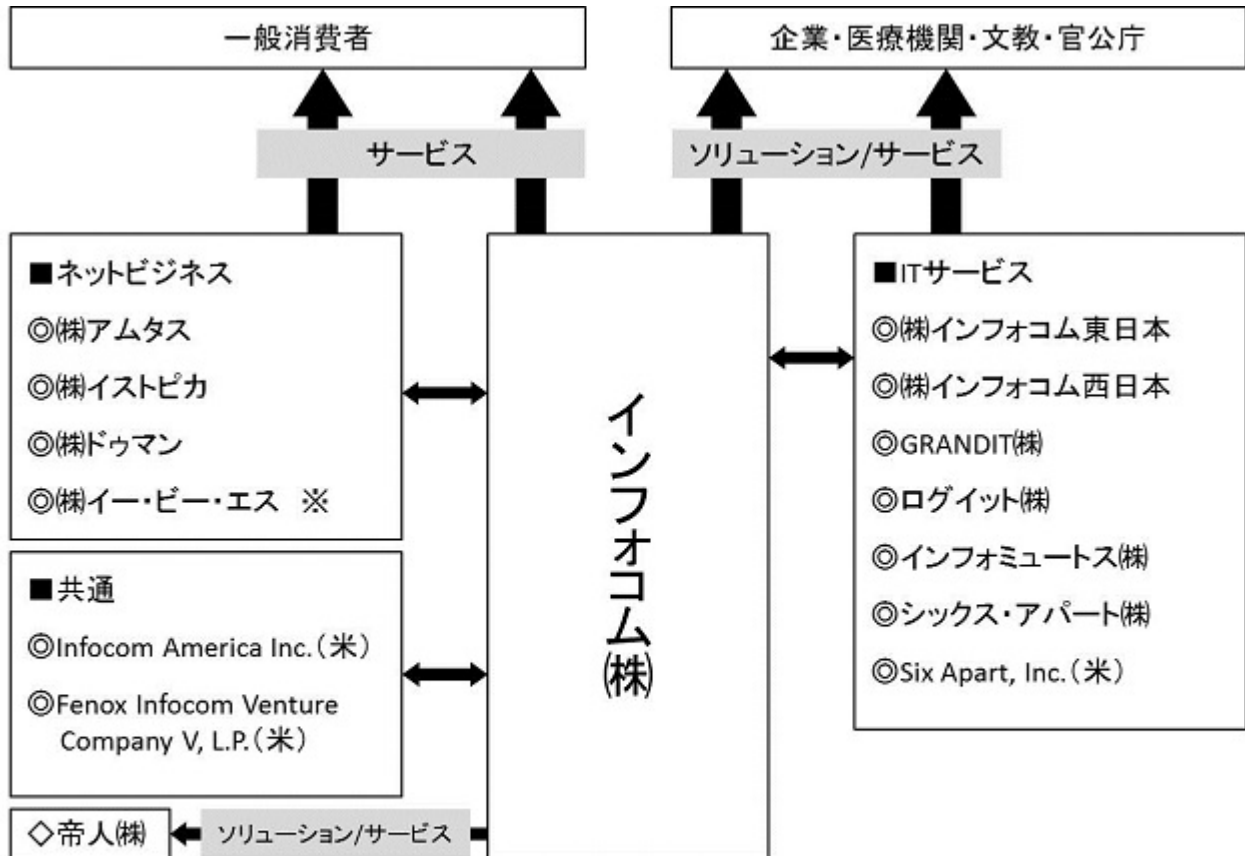 一般消費者
企業・医療機関・文教・官公庁
サービス
ソリューション/サービス
■ネットビジネス
◎㈱アムタス
◎㈱イストピカ
◎㈱ドゥマン
◎㈱イー・ビー・エス ※
■共通
◎Infocom America Inc.（米）
◎Fenox Infocom Venture
Company V, L.P.（米）
◇帝人㈱
ソリューション/サービス
インフォコム㈱
■ITサービス
◎㈱インフォコム東日本
◎㈱インフォコム西日本
◎GRANDIT㈱
◎ログイット㈱
◎インフォミュートス㈱
◎シックス・アパート㈱
◎Six Apart, Inc.（米）